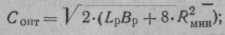 C опт = √2·(LрBр + 8·R²мин);